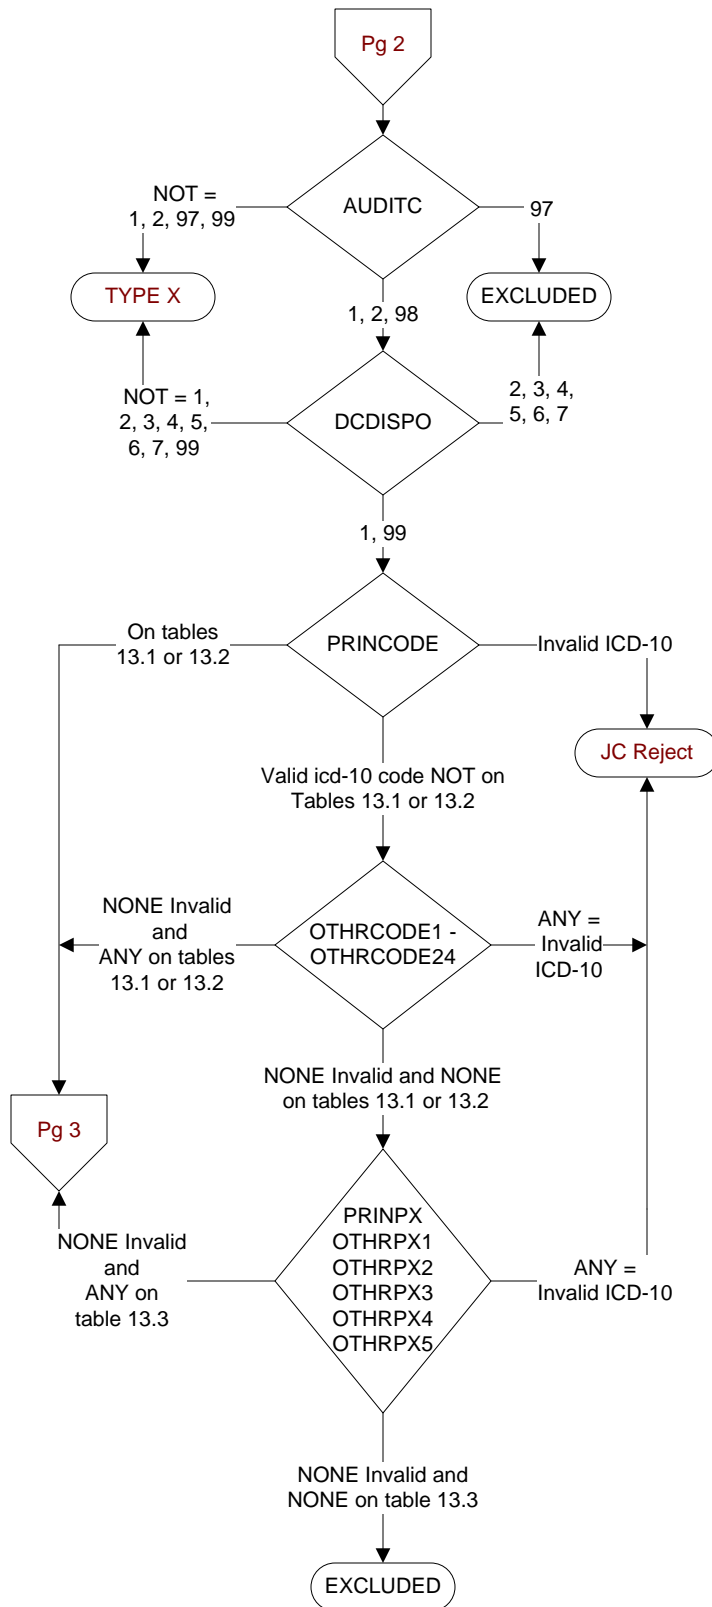 Pg 2
AUDITC
NOT =
1, 2, 97, 99
97
TYPE X
EXCLUDED
1, 2, 98
NOT = 1,
2, 3, 4, 5,
6, 7, 99
DCDISPO
2, 3, 4,
5, 6, 7
1, 99
On tables
13.1 or 13.2
PRINCODE
Invalid ICD-10
JC Reject
Valid icd-10 code NOT on
Tables 13.1 or 13.2
NONE Invalid
and
ANY on tables
13.1 or 13.2
OTHRCODE1 -
OTHRCODE24
ANY =
Invalid
ICD-10
NONE Invalid and NONE
on tables 13.1 or 13.2
Pg 3
NONE Invalid
and
ANY on
table 13.3
PRINPX
OTHRPX1
OTHRPX2
OTHRPX3
OTHRPX4
OTHRPX5
ANY =
Invalid ICD-10
NONE Invalid and
NONE on table 13.3
EXCLUDED